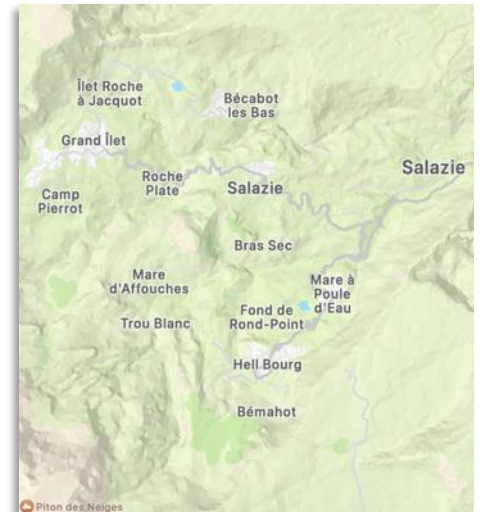 Îlet Roche
à Jacquot
Bécabot
les Bas
Grand Îlet
Salazie
Roche
Plate
Salazie
Camp
Pierrot
Bras Sec
Mare
d'Affouches
Mare à
Poule
d'Eau
Fond de
Rond-Point
Trou Blanc
Hell Bourg
Bémahot
Piton des Neiges